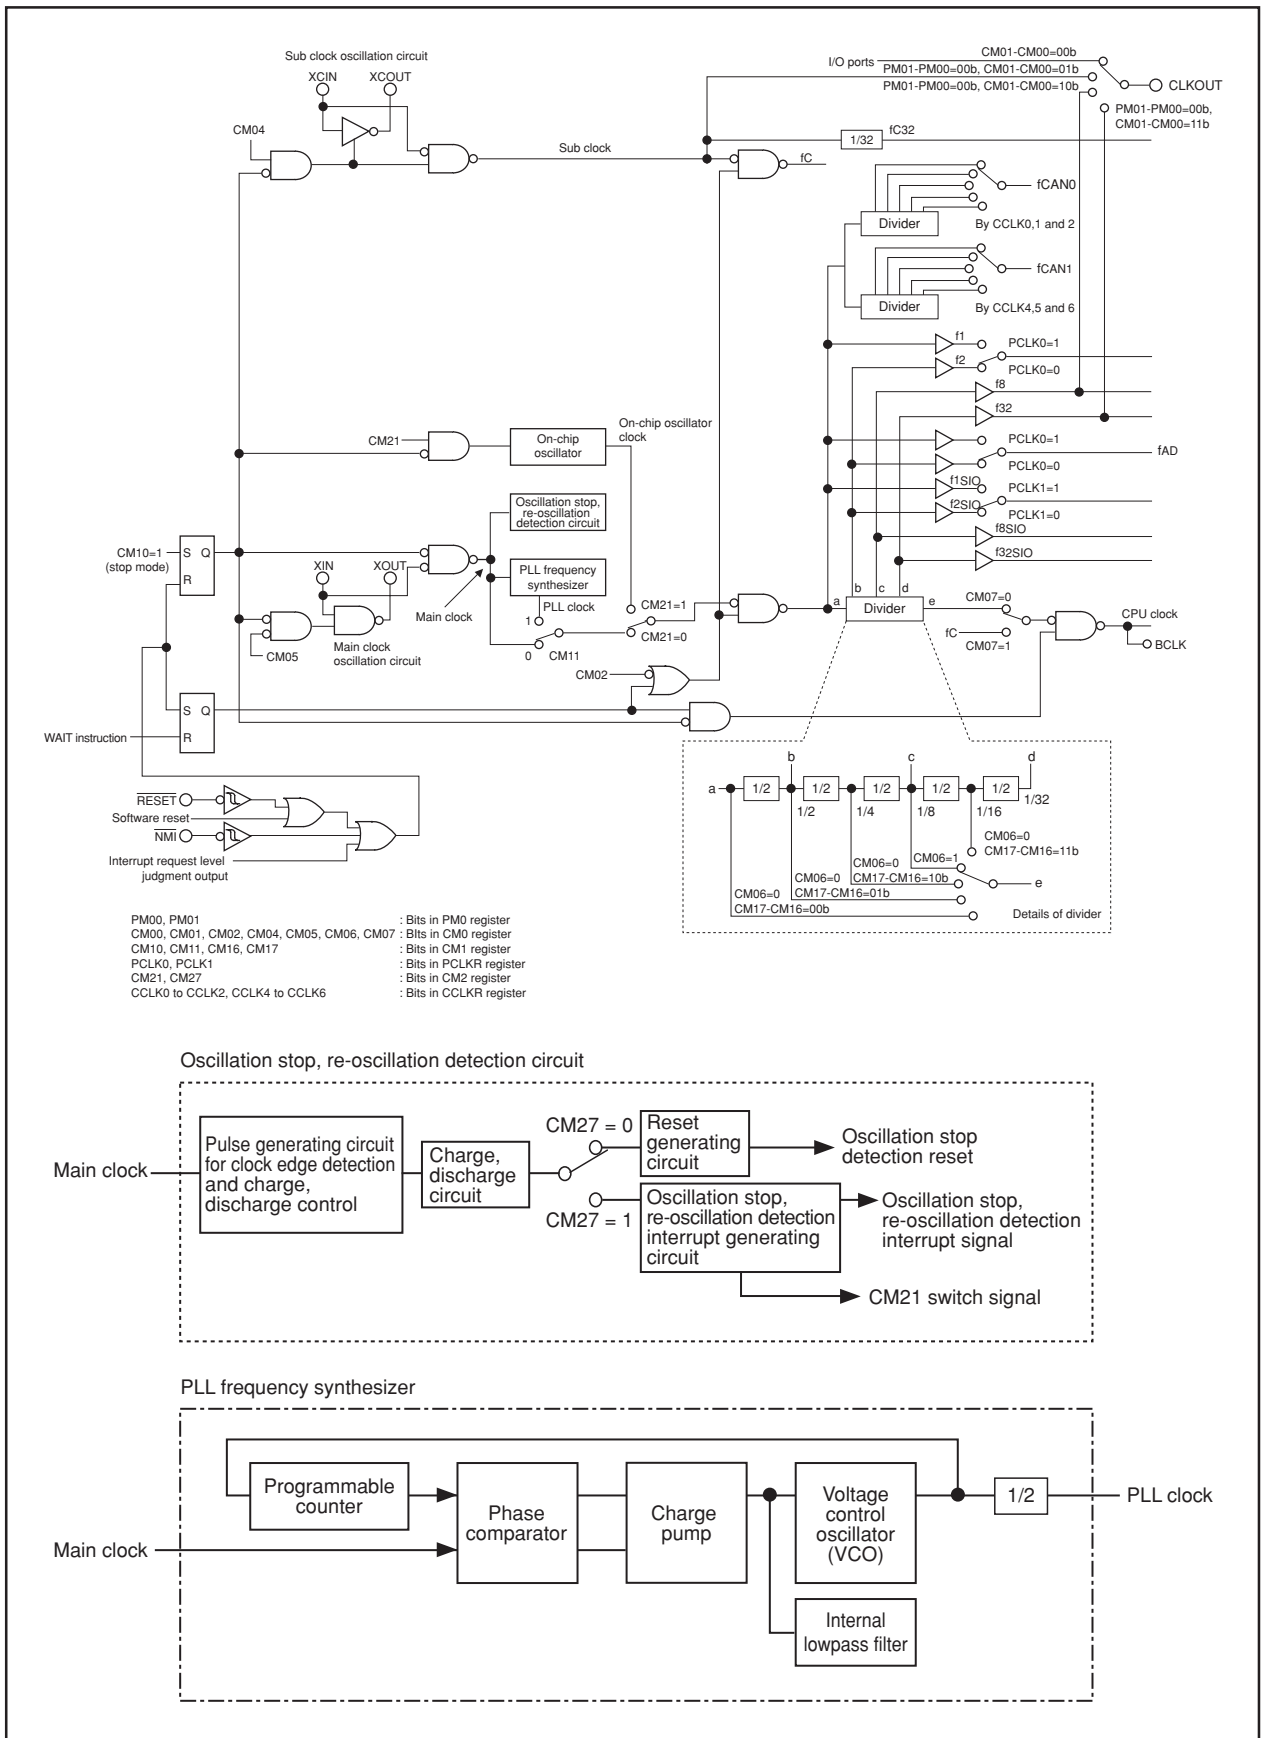 Sub clock oscillation circuit
XCIN
XCOUT
CM04
Sub clock
I/O ports
CM01-CM00=00b
PM01-PM00=00b, CM01-CM00=01b
PM01-PM00=00b, CM01-CM00=10b
CLKOUT
PM01-PM00=00b,
CM01-CM00=11b
1/32
fC32
fC
fCAN0
Divider
By CCLK0,1 and 2
fCAN1
Divider
By CCLK4,5 and 6
f1
PCLK0=1
f2
PCLK0=0
f8
f32
PCLK0=1
fAD
PCLK0=0
f1SIO
PCLK1=1
f2SIO
PCLK1=0
f8SIO
f32SIO
CM21
On-chip
oscillator
On-chip oscillator
clock
Oscillation stop,
re-oscillation
detection circuit
CM10=1
(stop mode)
S Q
R
XIN
XOUT
PLL frequency
synthesizer
Main clock
PLL clock
1
0
CM11
CM21=1
CM21=0
CM05
Main clock
oscillation circuit
CM02
a
b
c
d
Divider
e
CM07=0
fC
CM07=1
CPU clock
BCLK
S Q
R
WAIT instruction
RESET
Software reset
NMI
Interrupt request level
judgment output
a
b
c
d
1/2
1/2
1/2
1/2
1/2
1/2
1/4
1/8
1/16
1/32
CM06=0
CM17-CM16=11b
CM06=1
CM06=0
CM17-CM16=10b
CM06=0
CM17-CM16=01b
CM06=0
CM17-CM16=00b
e
Details of divider
PM00, PM01 : Bits in PM0 register
CM00, CM01, CM02, CM04, CM05, CM06, CM07 : BIts in CM0 register
CM10, CM11, CM16, CM17 : Bits in CM1 register
PCLK0, PCLK1 : Bits in PCLKR register
CM21, CM27 : Bits in CM2 register
CCLK0 to CCLK2, CCLK4 to CCLK6 : Bits in CCLKR register
Oscillation stop, re-oscillation detection circuit
Main clock
Pulse generating circuit
for clock edge detection
and charge,
discharge control
Charge,
discharge
circuit
CM27 = 0
CM27 = 1
Reset
generating
circuit
Oscillation stop
detection reset
Oscillation stop,
re-oscillation detection
interrupt generating
circuit
Oscillation stop,
re-oscillation detection
interrupt signal
CM21 switch signal
PLL frequency synthesizer
Programmable
counter
Main clock
Phase
comparator
Charge
pump
Voltage
control
oscillator
(VCO)
1/2
PLL clock
Internal
lowpass filter